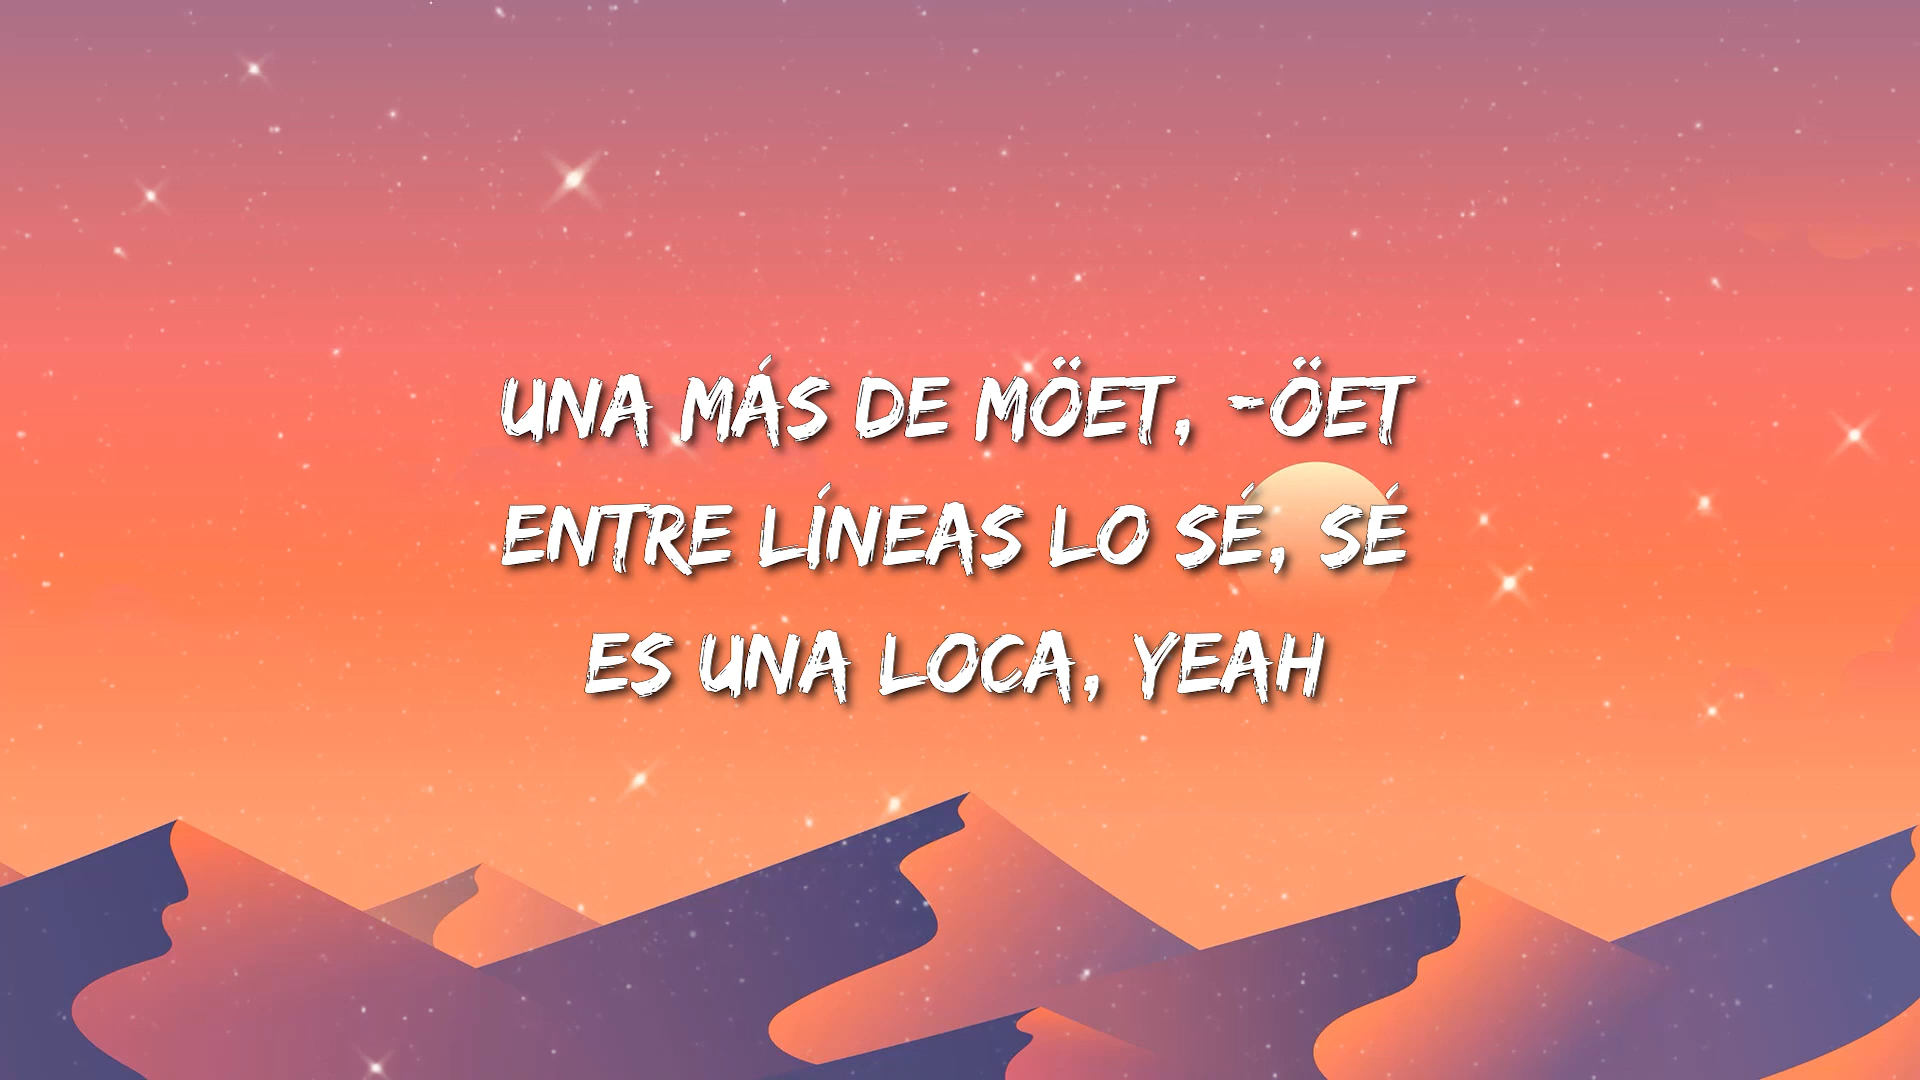 UNA MÁS DE MÖET, -ÖET
ENTRE LÍNEAS LO SÉ, SÉ
ES UNA LOCA, YEAH